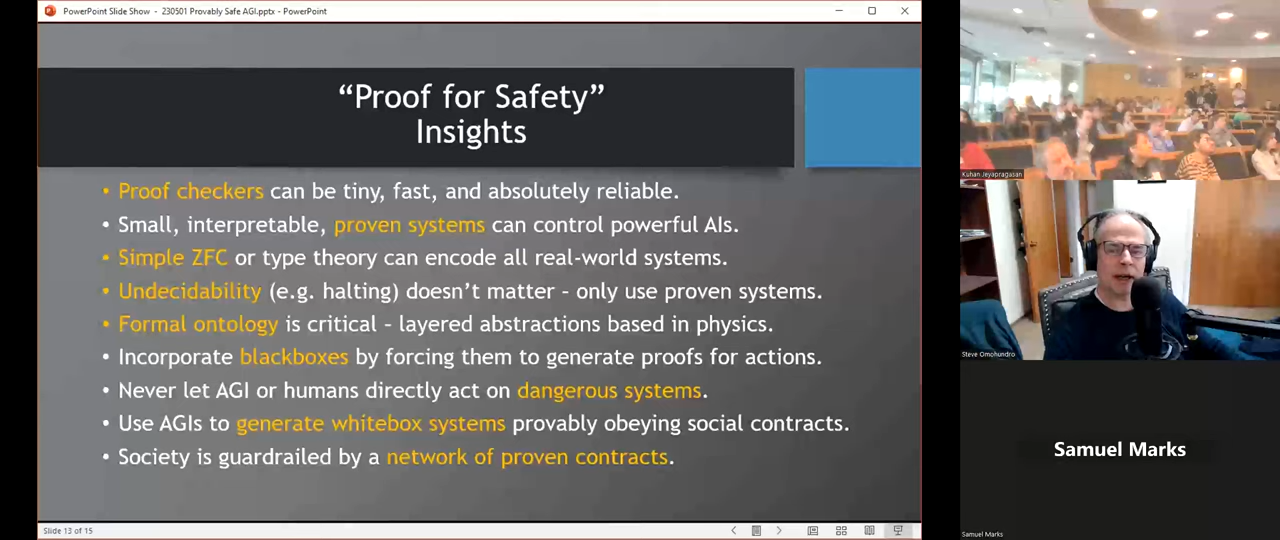 PowerPoint Slide Show - 230501 Provably Safe AGI.pptx - PowerPoint
“Proof for Safety”
Insights
• Proof checkers can be tiny, fast, and absolutely reliable.
• Small, interpretable, proven systems can control powerful AIs.
• Simple ZFC or type theory can encode all real-world systems.
• Undecidability (e.g. halting) doesn’t matter – only use proven systems.
• Formal ontology is critical – layered abstractions based in physics.
• Incorporate blackboxes by forcing them to generate proofs for actions.
• Never let AGI or humans directly act on dangerous systems.
• Use AGIs to generate whitebox systems provably obeying social contracts.
• Society is guardrailed by a network of proven contracts.
Slide 13 of 15
Kuhan Jeyapragasan
Steve Omohundro
Samuel Marks
Samuel Marks